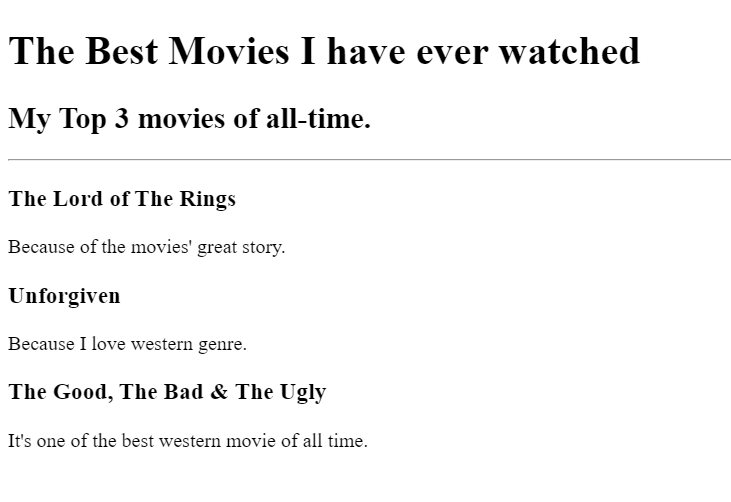 The Best Movies I have ever watched
My Top 3 movies of all-time.
The Lord of The Rings
Because of the movies' great story.
Unforgiven
Because I love western genre.
The Good, The Bad & The Ugly
It's one of the best western movie of all time.